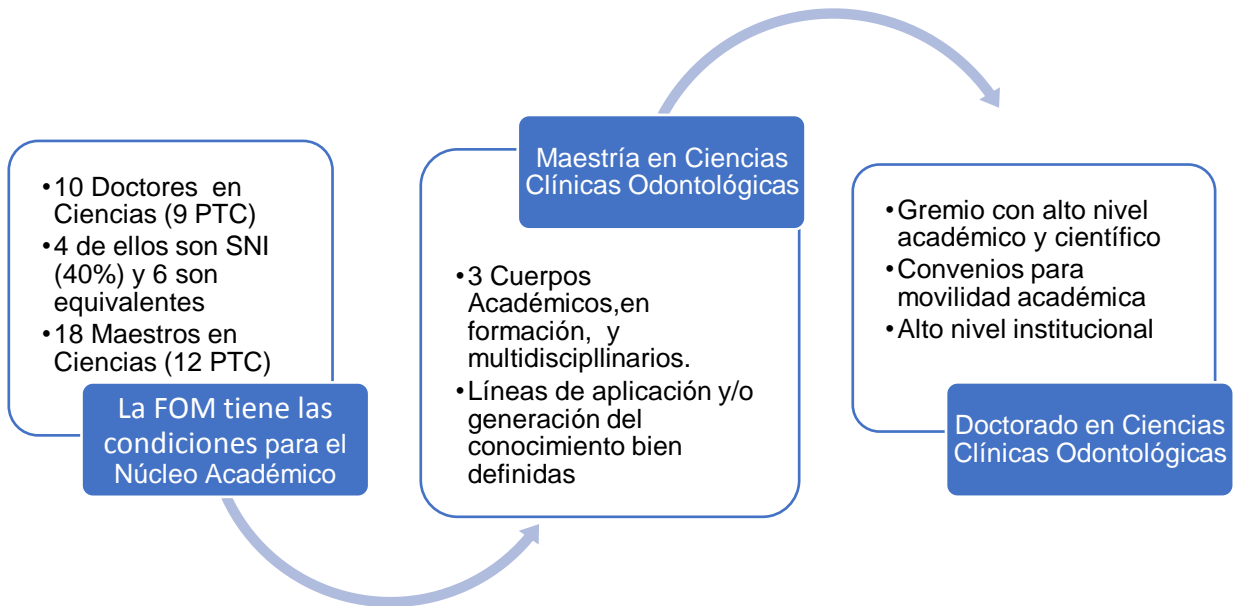 •10 Doctores en
Ciencias (9 PTC)
•4 de ellos son SNI
(40%) y 6 son
equivalentes
•18 Maestros en
Ciencias (12 PTC)
La FOM tiene las
condiciones para el
Núcleo Académico
Maestría en Ciencias
Clínicas Odontológicas
•3 Cuerpos
Académicos,en
formación, y
multidiscipllinarios.
•Líneas de aplicación y/o
generación del
conocimiento bien
definidas
•Gremio con alto nivel
académico y científico
•Convenios para
movilidad académica
•Alto nivel institucional
Doctorado en Ciencias
Clínicas Odontológicas